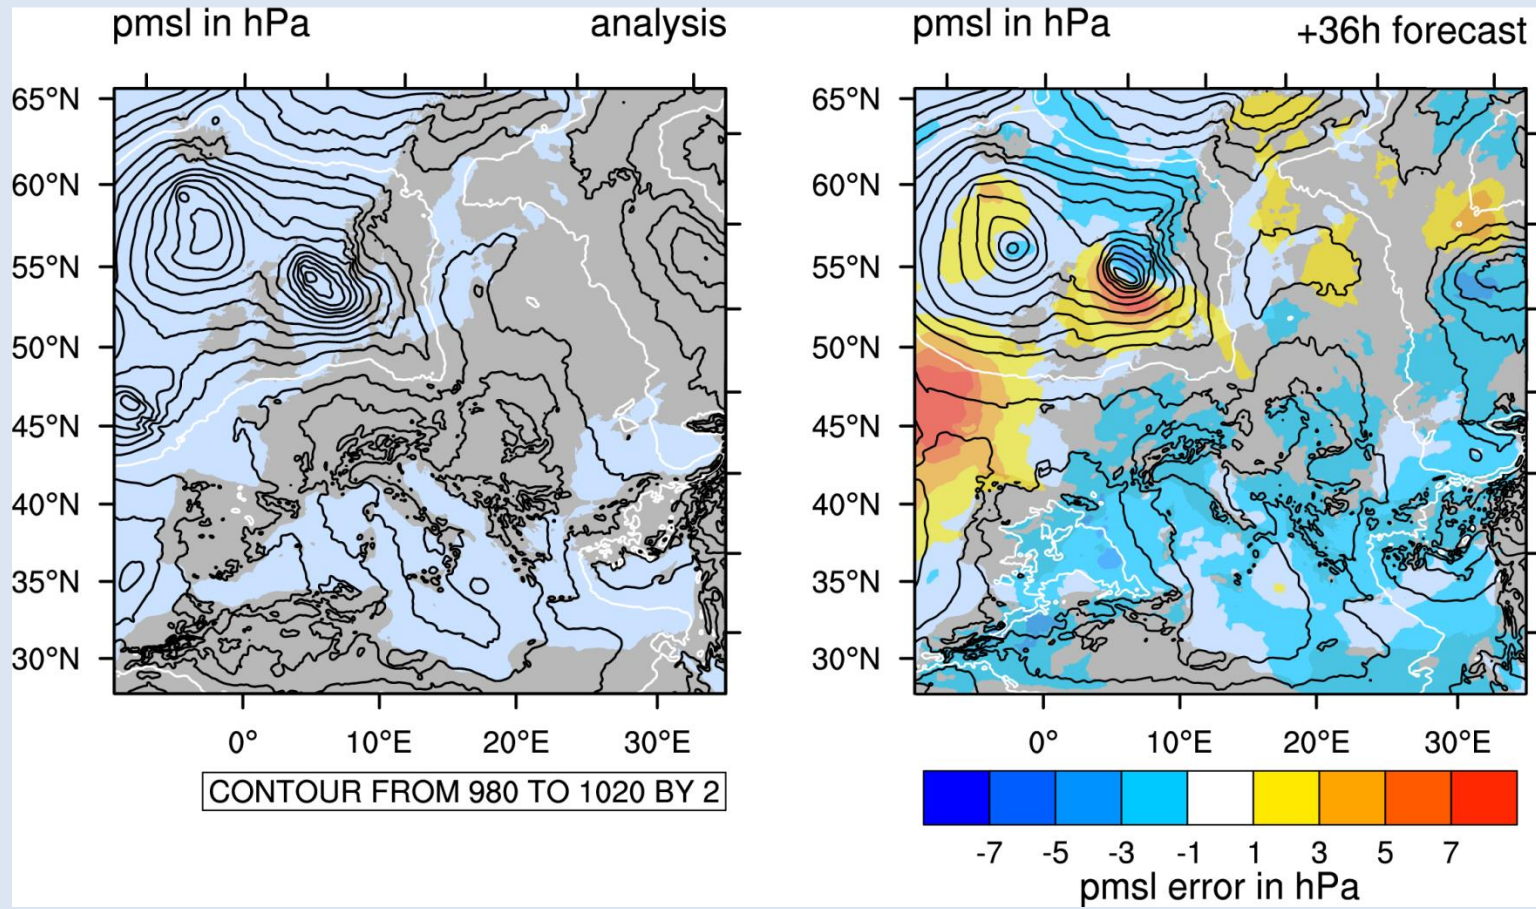 pmsl in hPa analysis
65°N
60°N
55°N
50°N
45°N
40°N
35°N
30°N
0° 10°E 20°E 30°E
CONTOUR FROM 980 TO 1020 BY 2
pmsl in hPa +36h forecast
65°N
60°N
55°N
50°N
45°N
40°N
35°N
30°N
0° 10°E 20°E 30°E
-7 -5 -3 -1 1 3 5 7
pmsl error in hPa